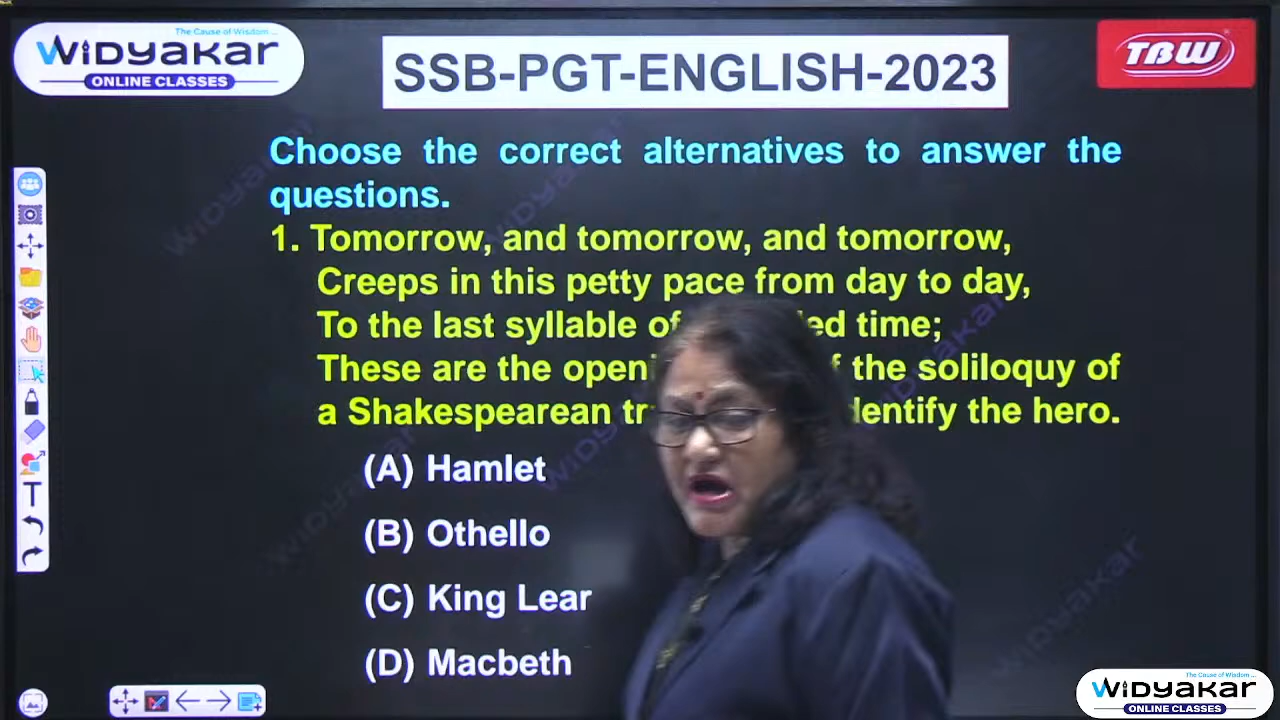 The Cause of Wisdom ...
WiDyAKAR
ONLINE CLASSES
SSB-PGT-ENGLISH-2023
TBW
Choose the correct alternatives to answer the
questions.
1. Tomorrow, and tomorrow, and tomorrow,
Creeps in this petty pace from day to day,
To the last syllable of time;
These are the the soliloquy of
a Shakespearean the hero.
(A) Hamlet
(B) Othello
(C) King Lear
(D) Macbeth
T
The Cause of Wisdom ...
WiDyAKAR
ONLINE CLASSES